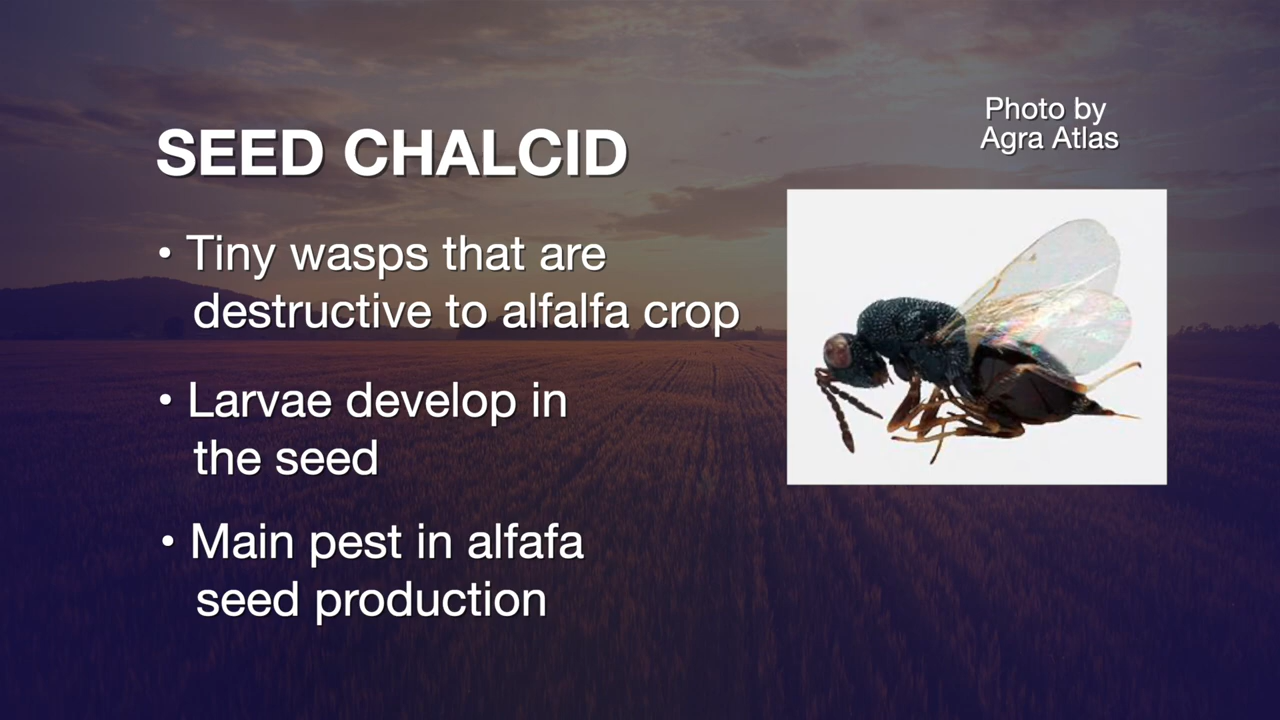 SEED CHALCID
• Tiny wasps that are
destructive to alfalfa crop
• Larvae develop in
the seed
• Main pest in alfafa
seed production
Photo by
Agra Atlas